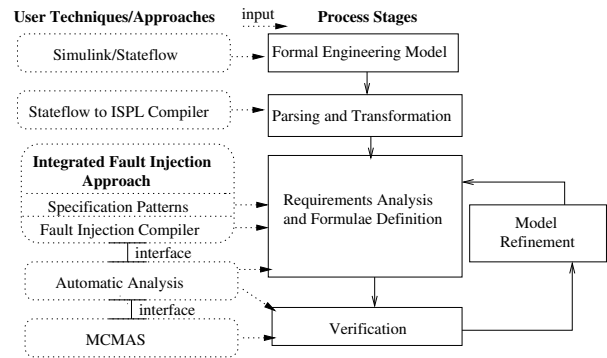 User Techniques/Approaches
input
Process Stages
Simulink/Stateflow
Formal Engineering Model
Stateflow to ISPL Compiler
Parsing and Transformation
Integrated Fault Injection
Approach
Specification Patterns
Fault Injection Compiler
Requirements Analysis
and Formulae Definition
Model
Refinement
interface
Automatic Analysis
interface
MCMAS
Verification